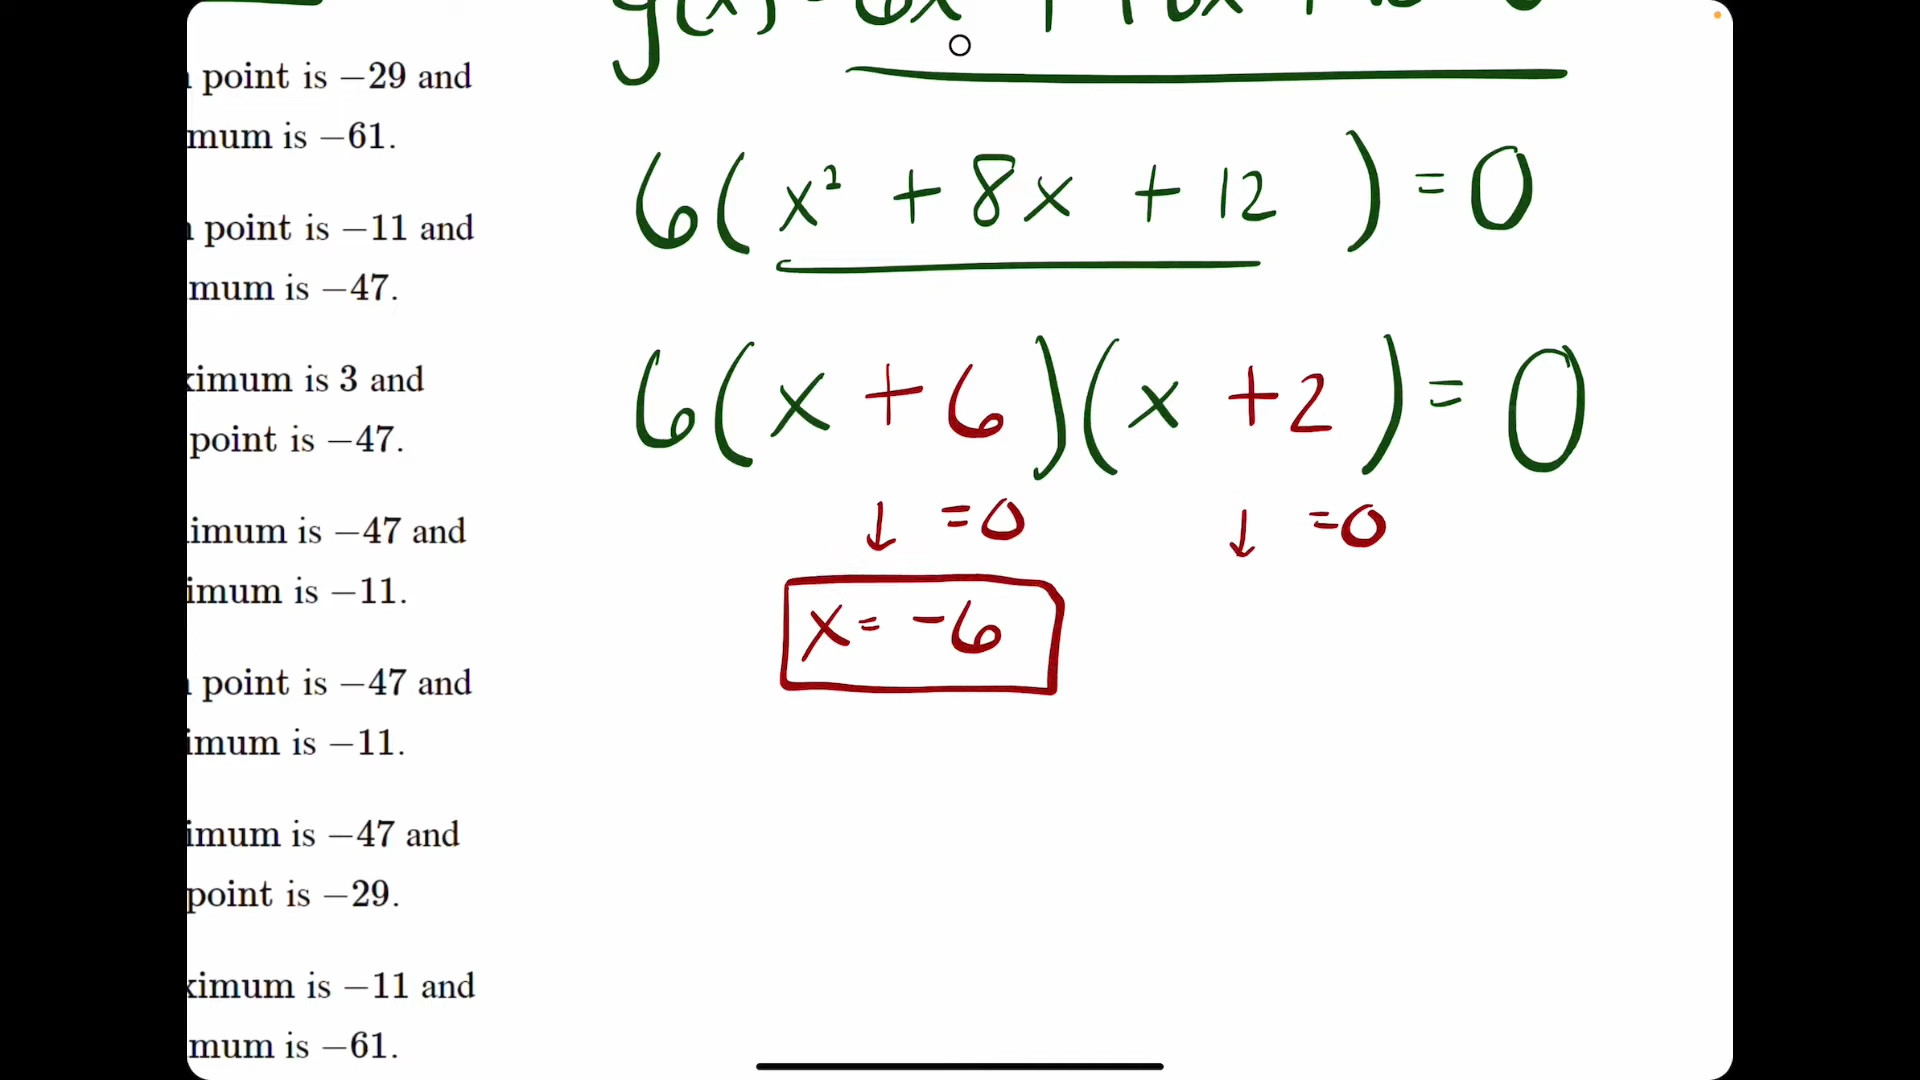 point is −29 and
mum is −61.
point is −11 and
mum is −47.
ximum is 3 and
point is −47.
imum is −47 and
imum is −11.
point is −47 and
imum is −11.
imum is −47 and
point is −29.
ximum is −11 and
mum is −61.
6(x² + 8x + 12) = 0
6(x + 6)(x + 2) = 0
↓ = 0 ↓ = 0
x = -6